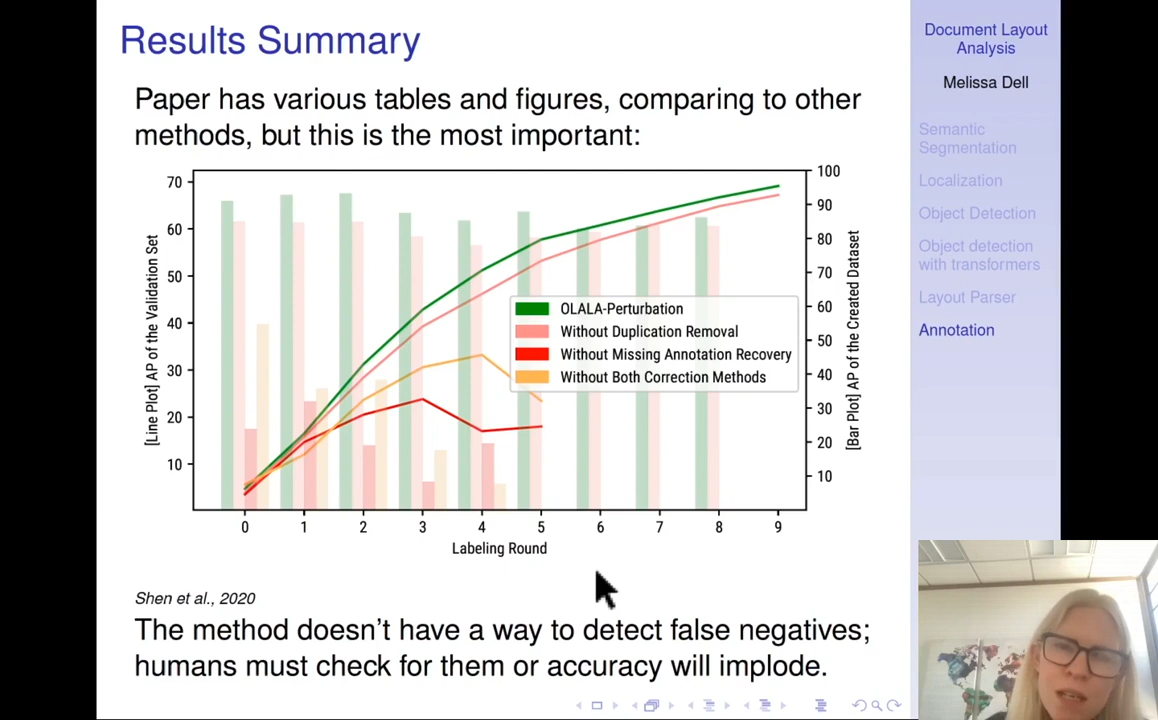 Results Summary
Paper has various tables and figures, comparing to other
methods, but this is the most important:
[Line Plot] AP of the Validation Set
70
60
50
40
30
20
10
100
90
80
70
60
50
40
30
20
10
[Bar Plot] AP of the Created Dataset
OLALA-Perturbation
Without Duplication Removal
Without Missing Annotation Recovery
Without Both Correction Methods
0 1 2 3 4 5 6 7 8 9
Labeling Round
Shen et al., 2020
The method doesn't have a way to detect false negatives;
humans must check for them or accuracy will implode.
Document Layout
Analysis
Melissa Dell
Semantic
Segmentation
Localization
Object Detection
Object detection
with transformers
Layout Parser
Annotation